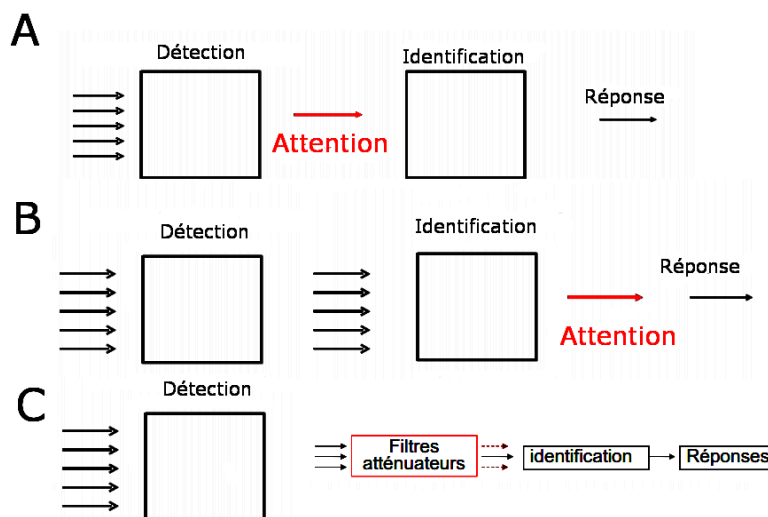 A
Détection
Identification
Réponse
Attention
B
Détection
Identification
Réponse
Attention
C
Détection
Filtres
atténuateurs
identification
Réponses